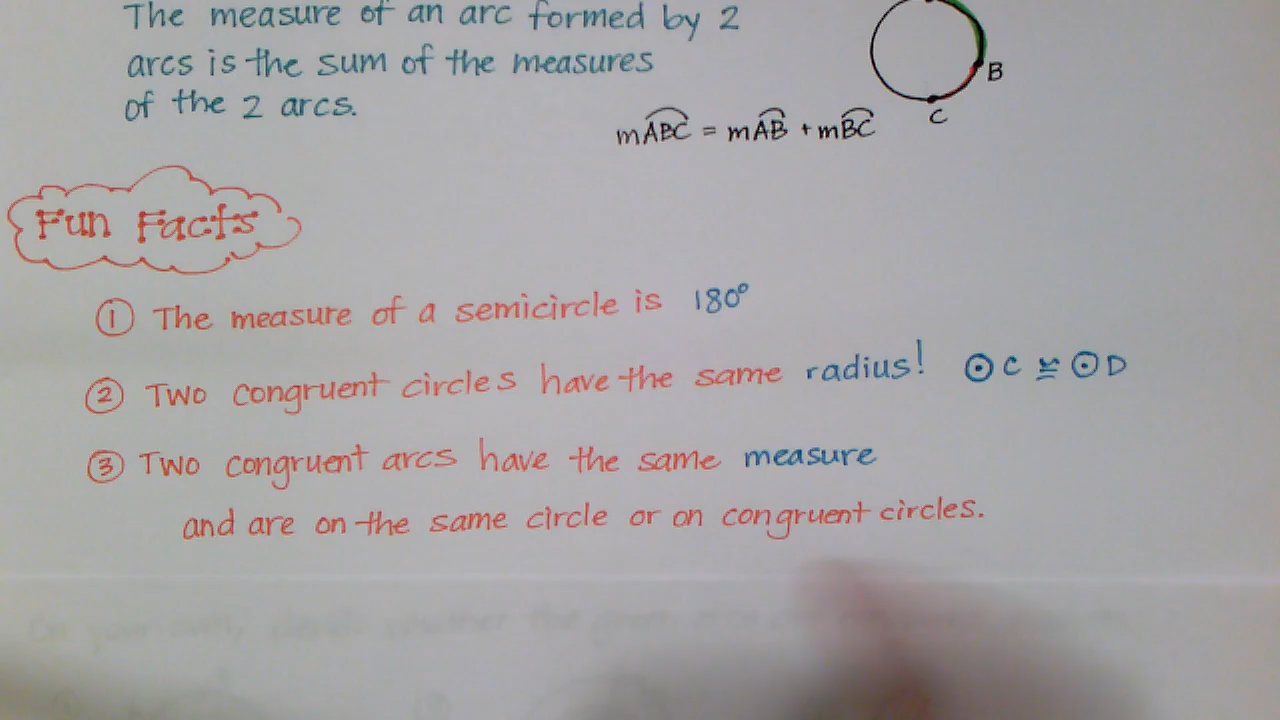 The measure of an arc formed by 2
arcs is the sum of the measures
of the 2 arcs.
B
C
mABC = mAB + mBC
Fun Facts
① The measure of a semicircle is 180°
② Two congruent circles have the same radius! ⊙C ≅ ⊙D
③ Two congruent arcs have the same measure
and are on the same circle or on congruent circles.